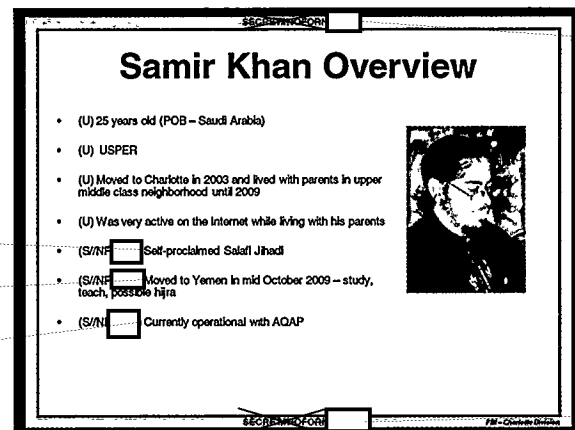 SECRET//NOFORN
Samir Khan Overview
• (U) 25 years old (POB – Saudi Arabia)
• (U) USPER
• (U) Moved to Charlotte in 2003 and lived with parents in upper
middle class neighborhood until 2009
• (U) Was very active on the Internet while living with his parents
• (S//NF Self-proclaimed Salafi Jihadi
• (S//NF Moved to Yemen in mid October 2009 – study,
teach, possible hijra
• (S//N Currently operational with AQAP
SECRET//NOFORN
FBI – Charlotte Division